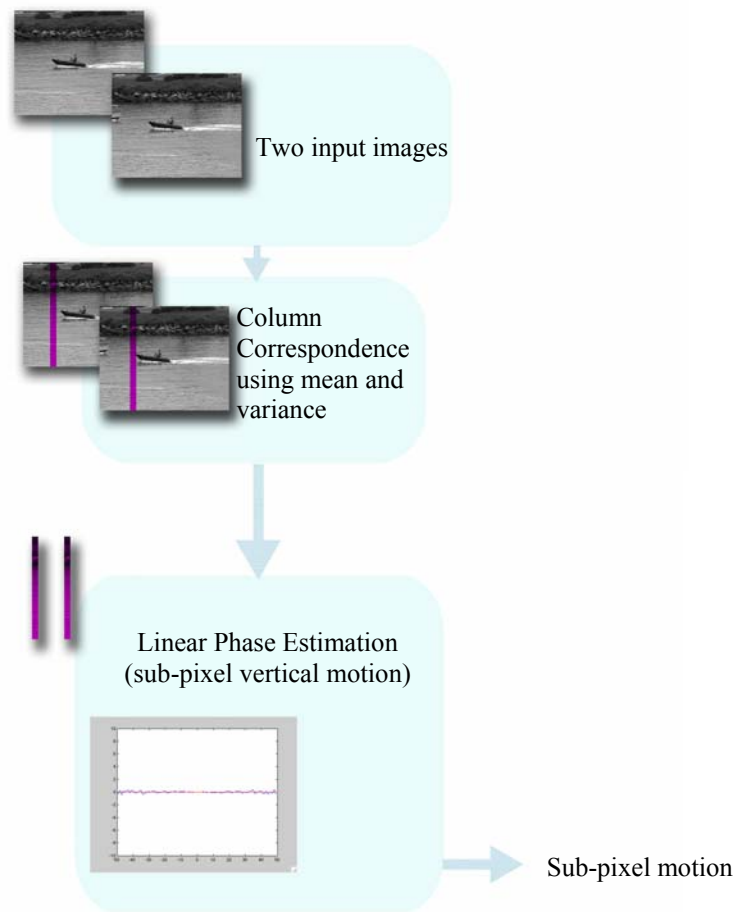 Two input images
Column
Correspondence
using mean and
variance
Linear Phase Estimation
(sub-pixel vertical motion)
Sub-pixel motion